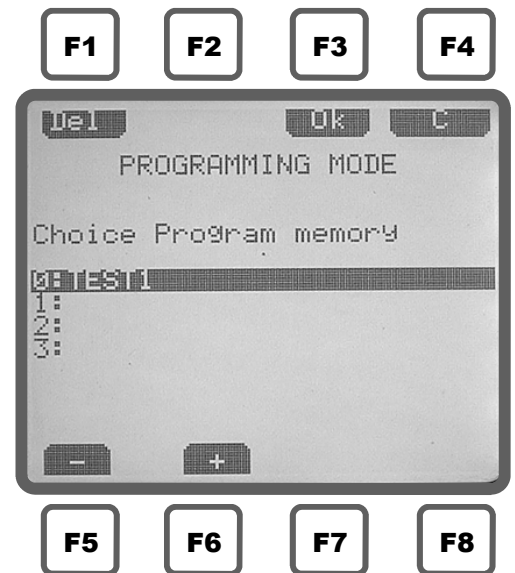 F1 F2 F3 F4
Del Ok C
PROGRAMMING MODE
Choice Program memory
0:TEST1
1:
2:
3:
- +
F5 F6 F7 F8